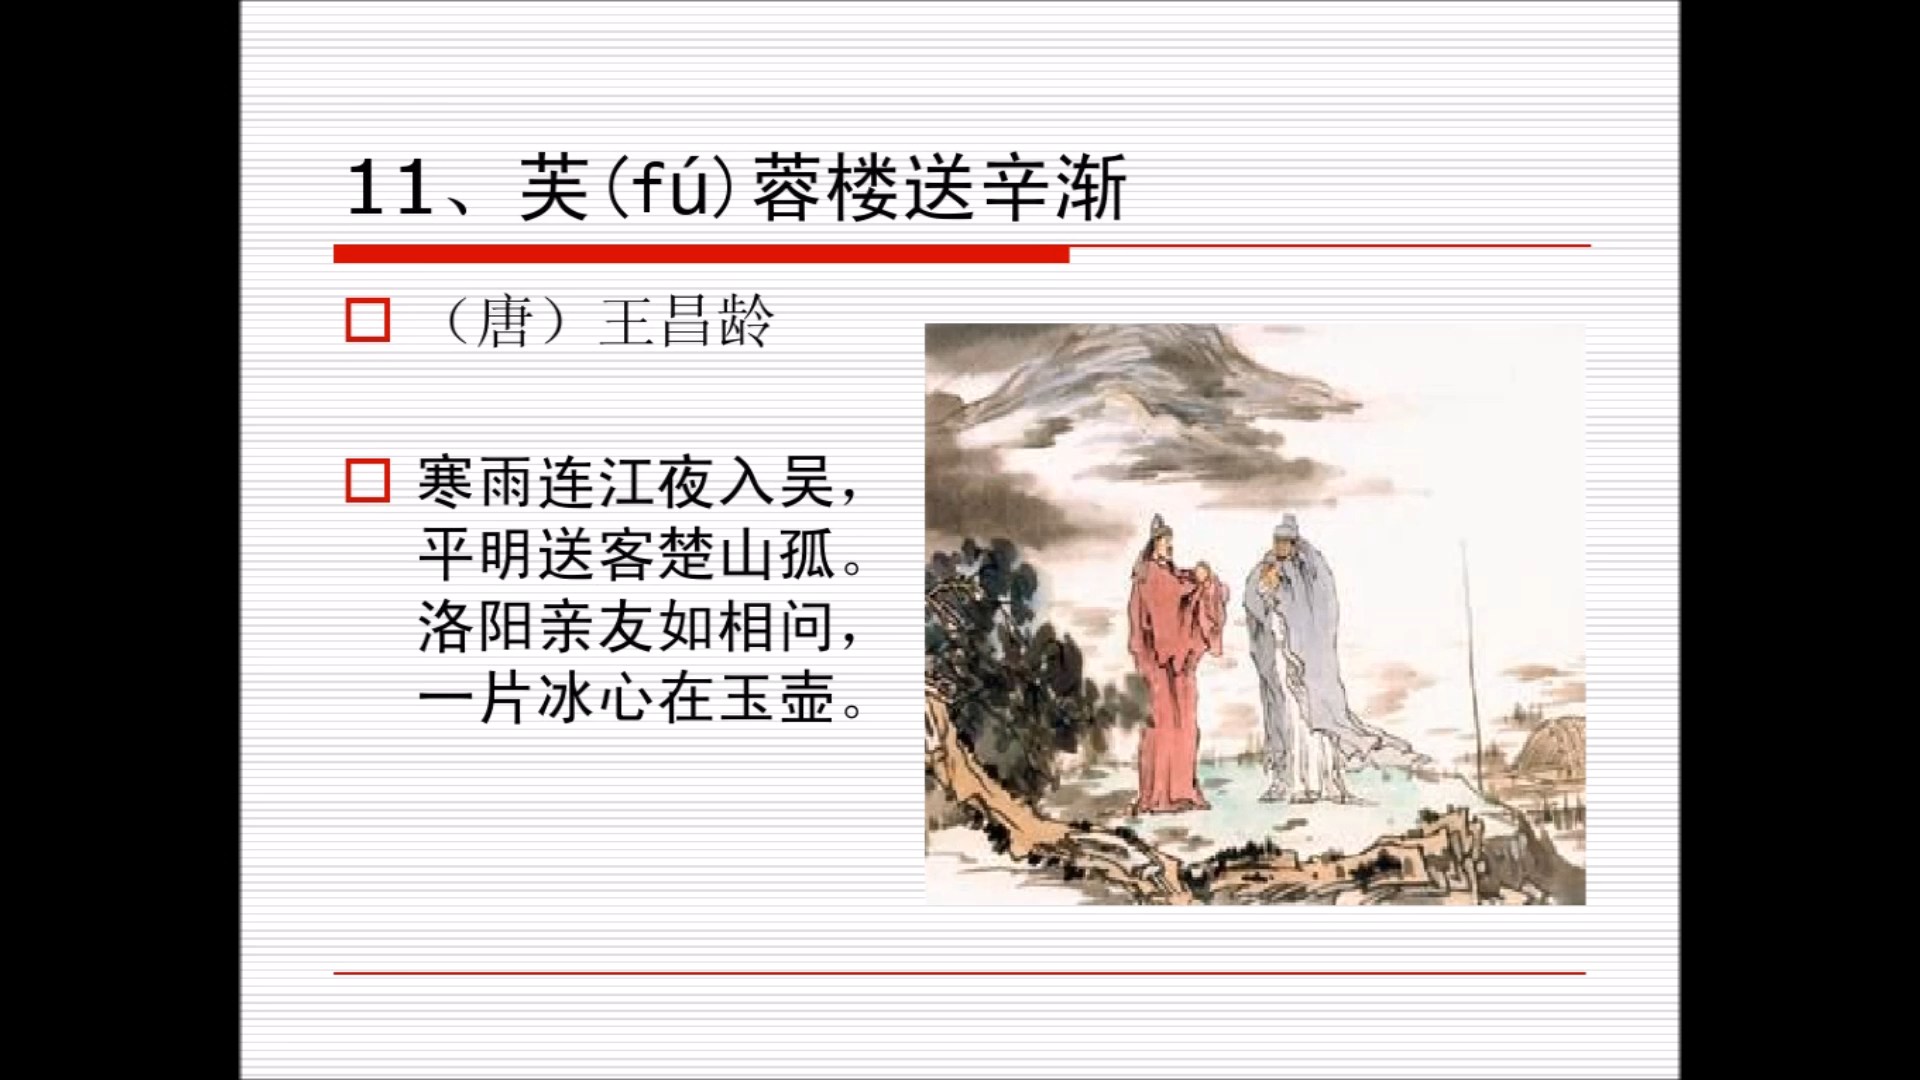 11、芙(fú)蓉楼送辛渐
（唐）王昌龄
寒雨连江夜入吴，
平明送客楚山孤。
洛阳亲友如相问，
一片冰心在玉壶。